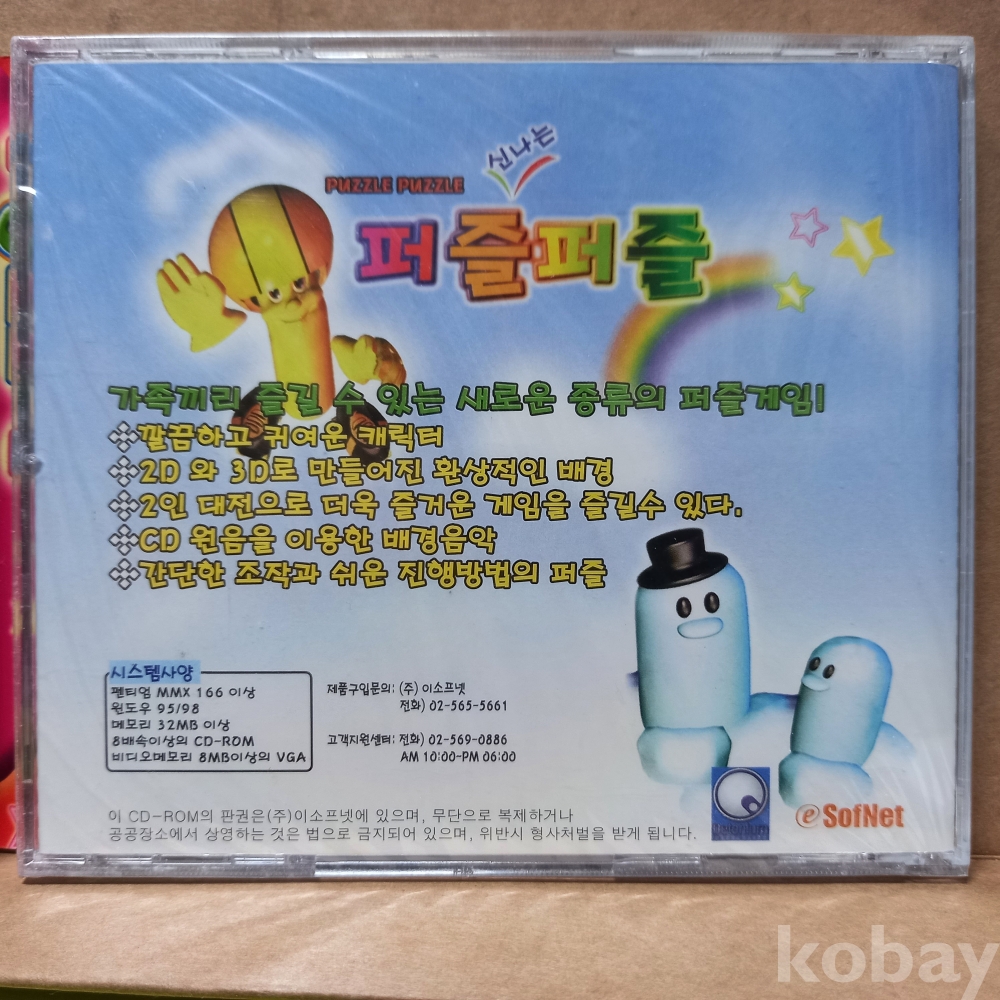 신나는
PUZZLE PUZZLE
퍼즐퍼즐
가족끼리 즐길 수 있는 새로운 종류의 퍼즐게임!
깔끔하고 귀여운 캐릭터
2D 와 3D로 만들어진 환상적인 배경
2인 대전으로 더욱 즐거운 게임을 즐길수 있다.
CD 원음을 이용한 배경음악
간단한 조작과 쉬운 진행방법의 퍼즐
시스템사양
펜티엄 MMX 166 이상
윈도우 95/98
메모리 32MB 이상
8배속이상의 CD-ROM
비디오메모리 8MB이상의 VGA
제품구입문의: (주) 이소프넷
전화) 02-565-5661
고객지원센터: 전화) 02-569-0886
AM 10:00-PM 06:00
이 CD-ROM의 판권은(주)이소프넷에 있으며, 무단으로 복제하거나
공공장소에서 상영하는 것은 법으로 금지되어 있으며, 위반시 형사처벌을 받게 됩니다.
e SofNet
kobay